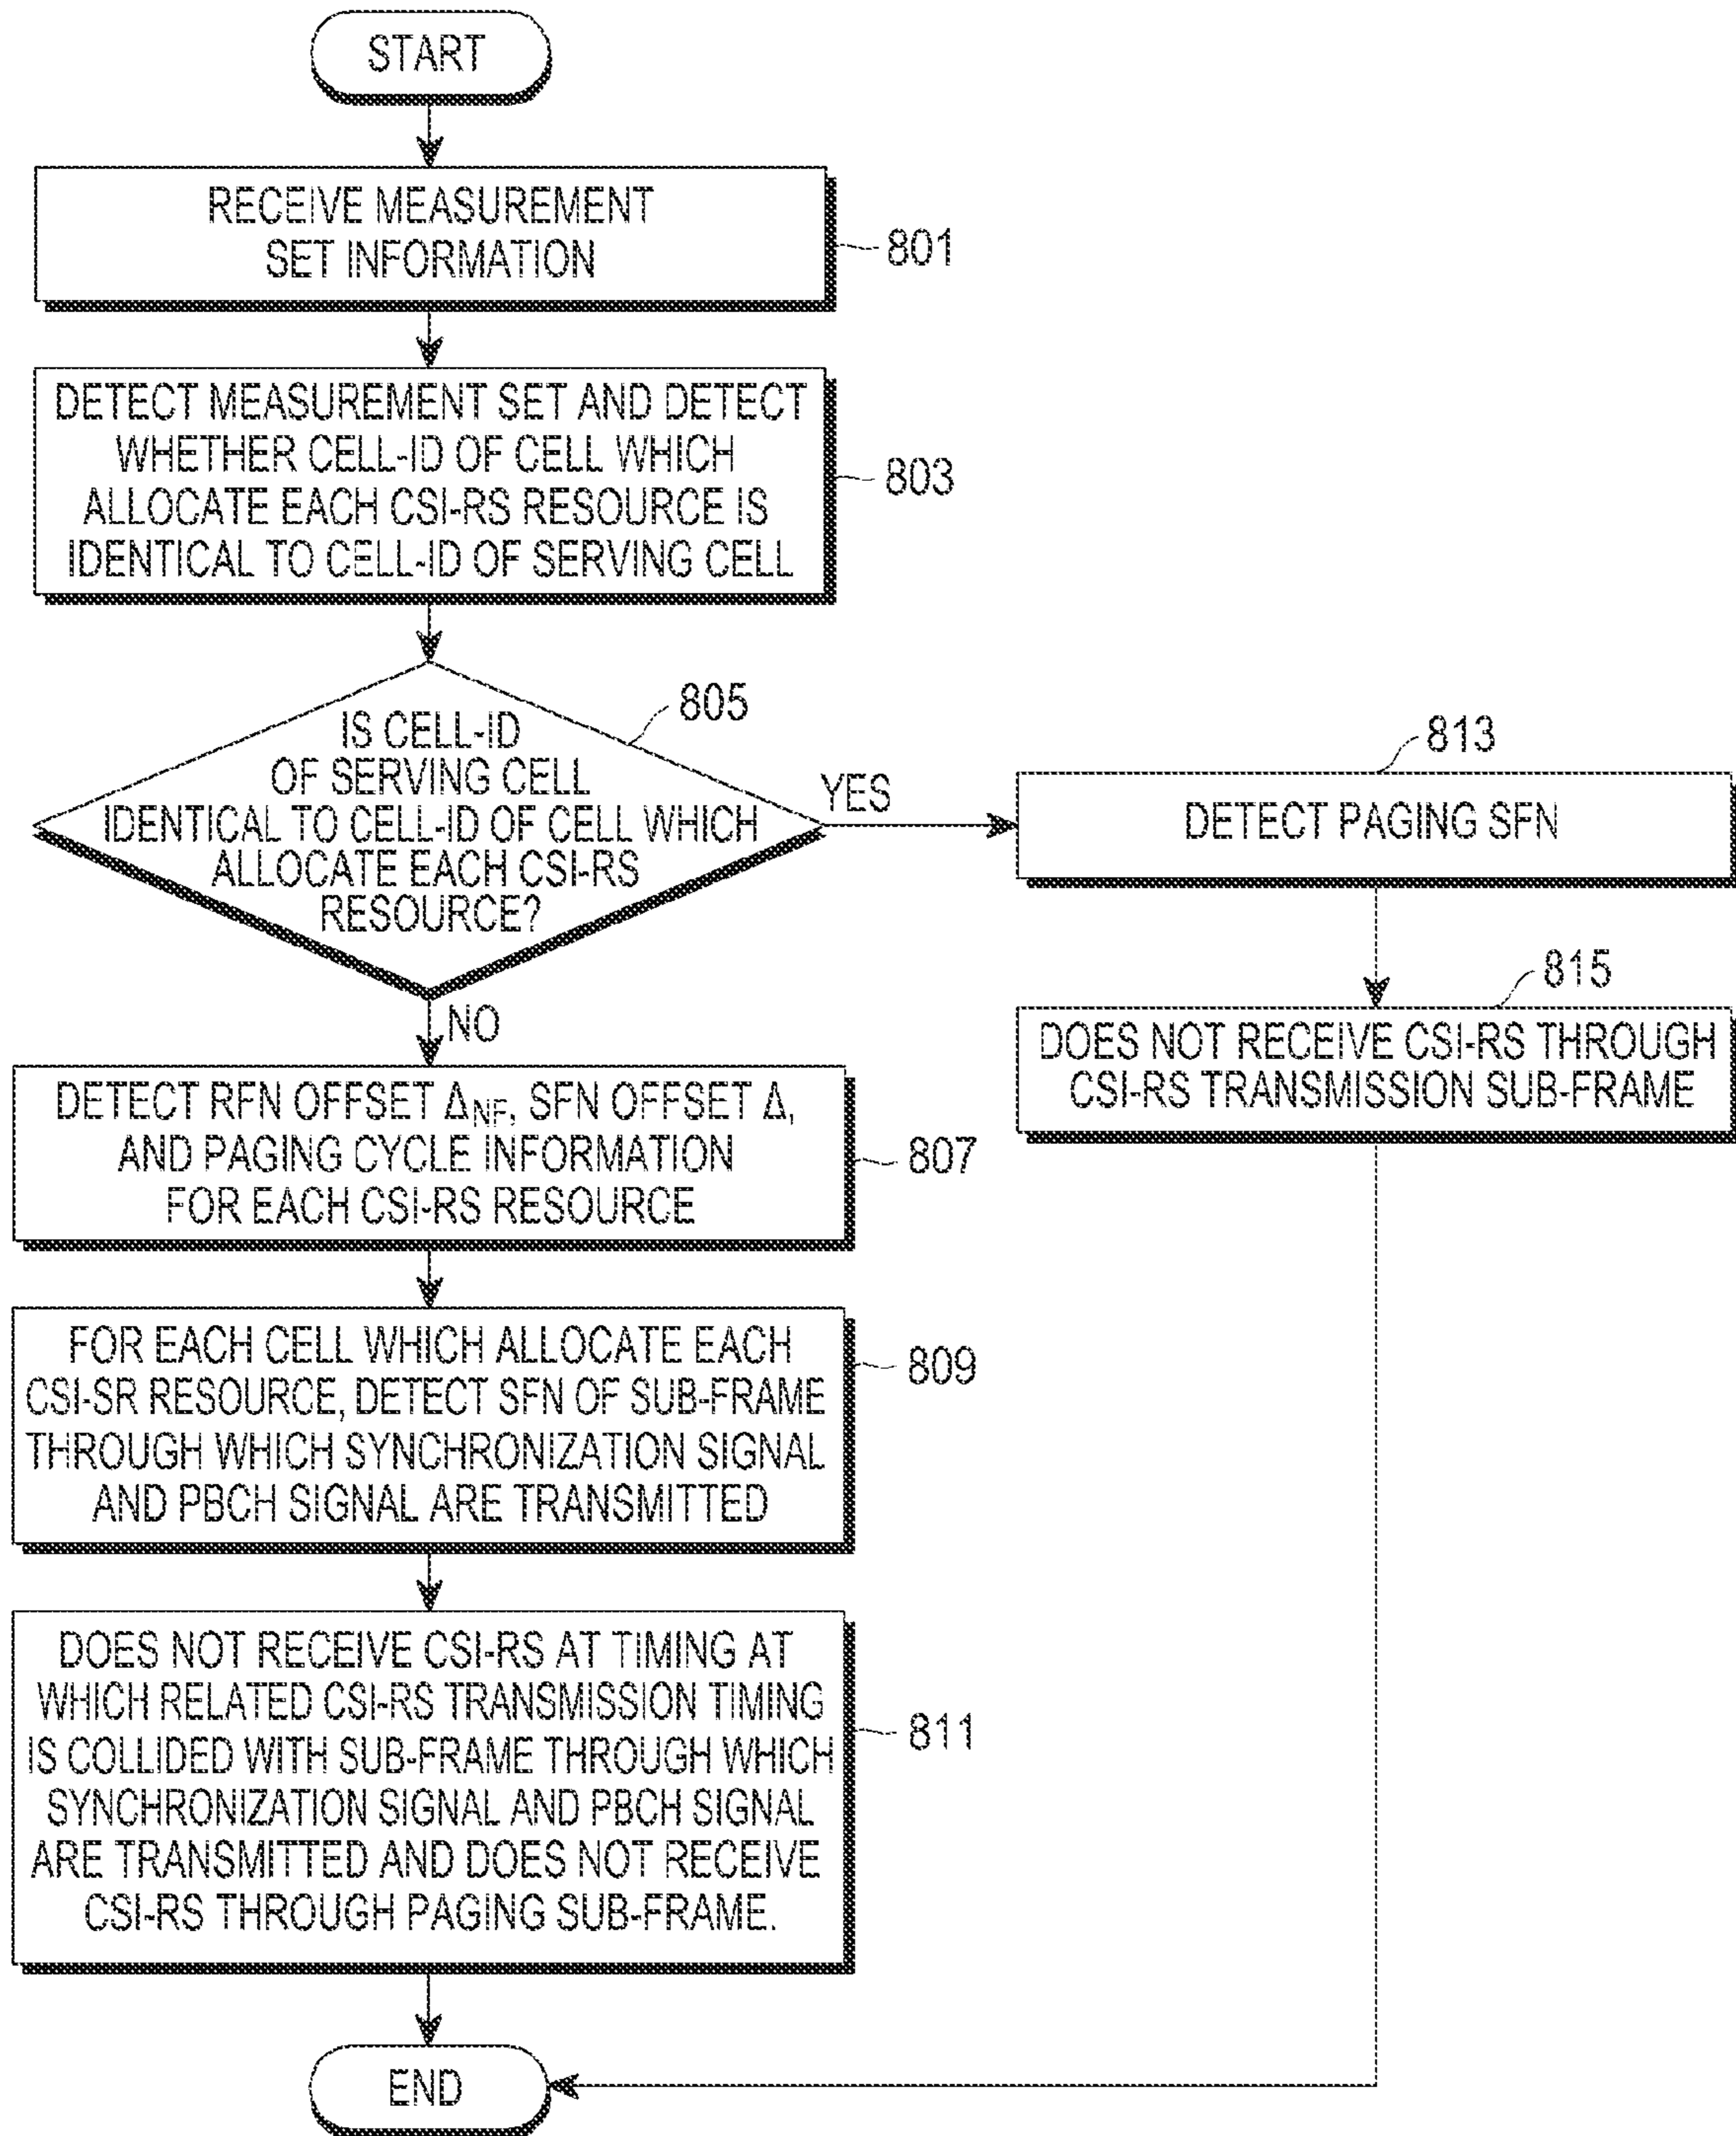 START
RECEIVE MEASUREMENT
SET INFORMATION
801
DETECT MEASUREMENT SET AND DETECT
WHETHER CELL-ID OF CELL WHICH
ALLOCATE EACH CSI-RS RESOURCE IS
IDENTICAL TO CELL-ID OF SERVING CELL
803
805
IS CELL-ID
OF SERVING CELL
IDENTICAL TO CELL-ID OF CELL WHICH
ALLOCATE EACH CSI-RS
RESOURCE?
YES
NO
813
DETECT PAGING SFN
815
DOES NOT RECEIVE CSI-RS THROUGH
CSI-RS TRANSMISSION SUB-FRAME
DETECT RFN OFFSET Δ_NF, SFN OFFSET Δ,
AND PAGING CYCLE INFORMATION
FOR EACH CSI-RS RESOURCE
807
FOR EACH CELL WHICH ALLOCATE EACH
CSI-SR RESOURCE, DETECT SFN OF SUB-FRAME
THROUGH WHICH SYNCHRONIZATION SIGNAL
AND PBCH SIGNAL ARE TRANSMITTED
809
DOES NOT RECEIVE CSI-RS AT TIMING AT
WHICH RELATED CSI-RS TRANSMISSION TIMING
IS COLLIDED WITH SUB-FRAME THROUGH WHICH
SYNCHRONIZATION SIGNAL AND PBCH SIGNAL
ARE TRANSMITTED AND DOES NOT RECEIVE
CSI-RS THROUGH PAGING SUB-FRAME.
811
END